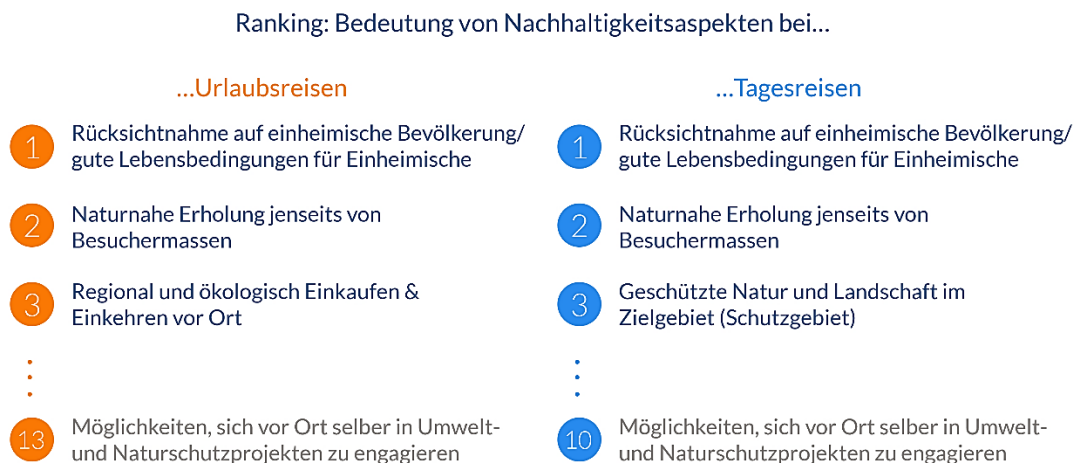 Ranking: Bedeutung von Nachhaltigkeitsaspekten bei...
...Urlaubsreisen
1
Rücksichtnahme auf einheimische Bevölkerung/
gute Lebensbedingungen für Einheimische
2
Naturnahe Erholung jenseits von
Besuchermassen
3
Regional und ökologisch Einkaufen &
Einkehren vor Ort
13
Möglichkeiten, sich vor Ort selber in Umwelt-
und Naturschutzprojekten zu engagieren
...Tagesreisen
1
Rücksichtnahme auf einheimische Bevölkerung/
gute Lebensbedingungen für Einheimische
2
Naturnahe Erholung jenseits von
Besuchermassen
3
Geschützte Natur und Landschaft im
Zielgebiet (Schutzgebiet)
10
Möglichkeiten, sich vor Ort selber in Umwelt-
und Naturschutzprojekten zu engagieren